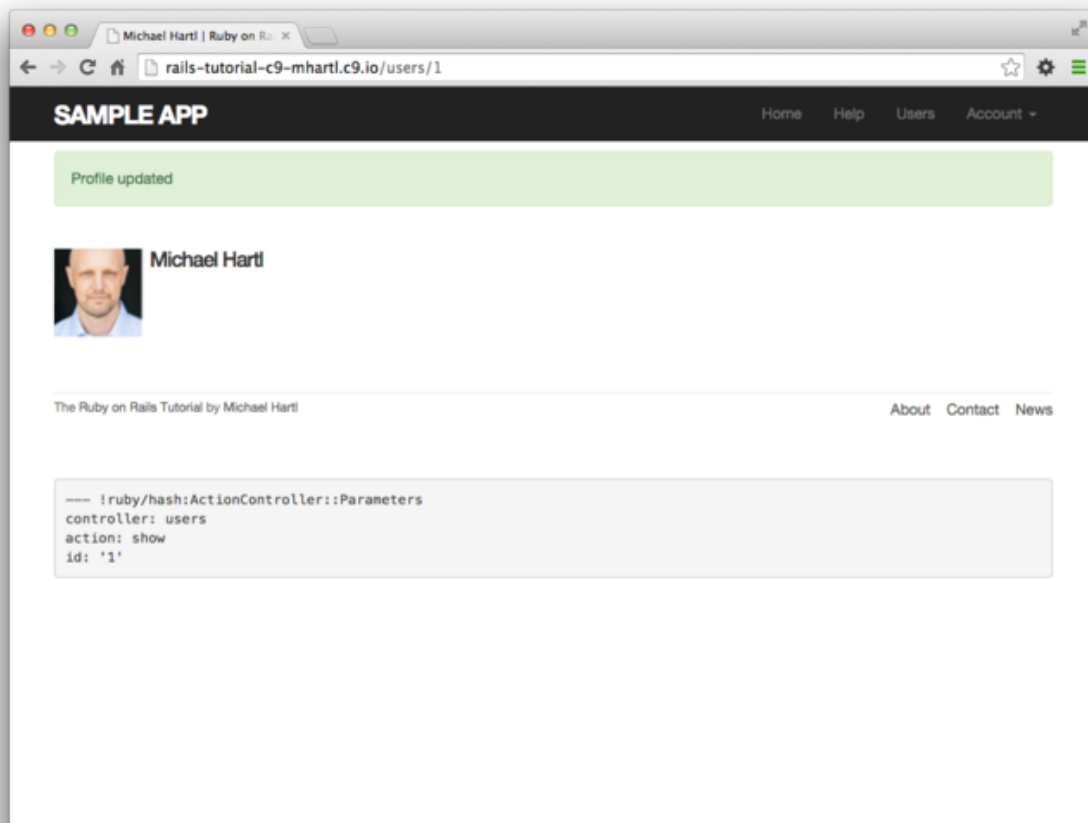 Michael Hartl | Ruby on Ra
rails-tutorial-c9-mhartl.c9.io/users/1
SAMPLE APP
Home Help Users Account
Profile updated
Michael Hartl
The Ruby on Rails Tutorial by Michael Hartl
About Contact News
--- !ruby/hash:ActionController::Parameters
controller: users
action: show
id: '1'